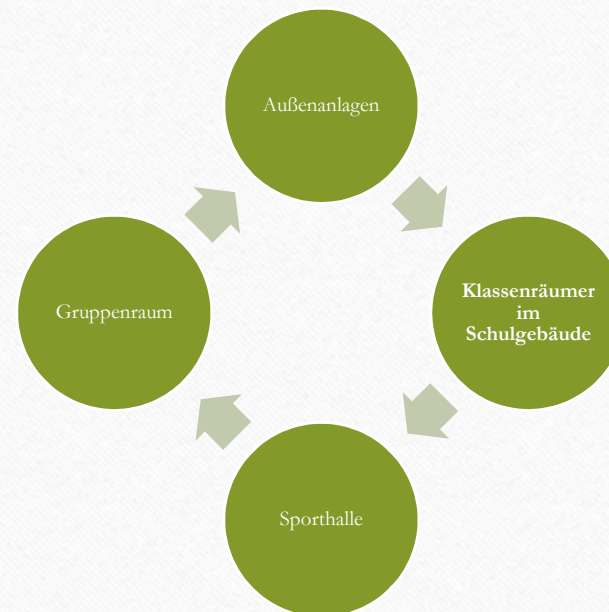 Außenanlagen
Klassenräumer
im
Schulgebäude
Sporthalle
Gruppenraum